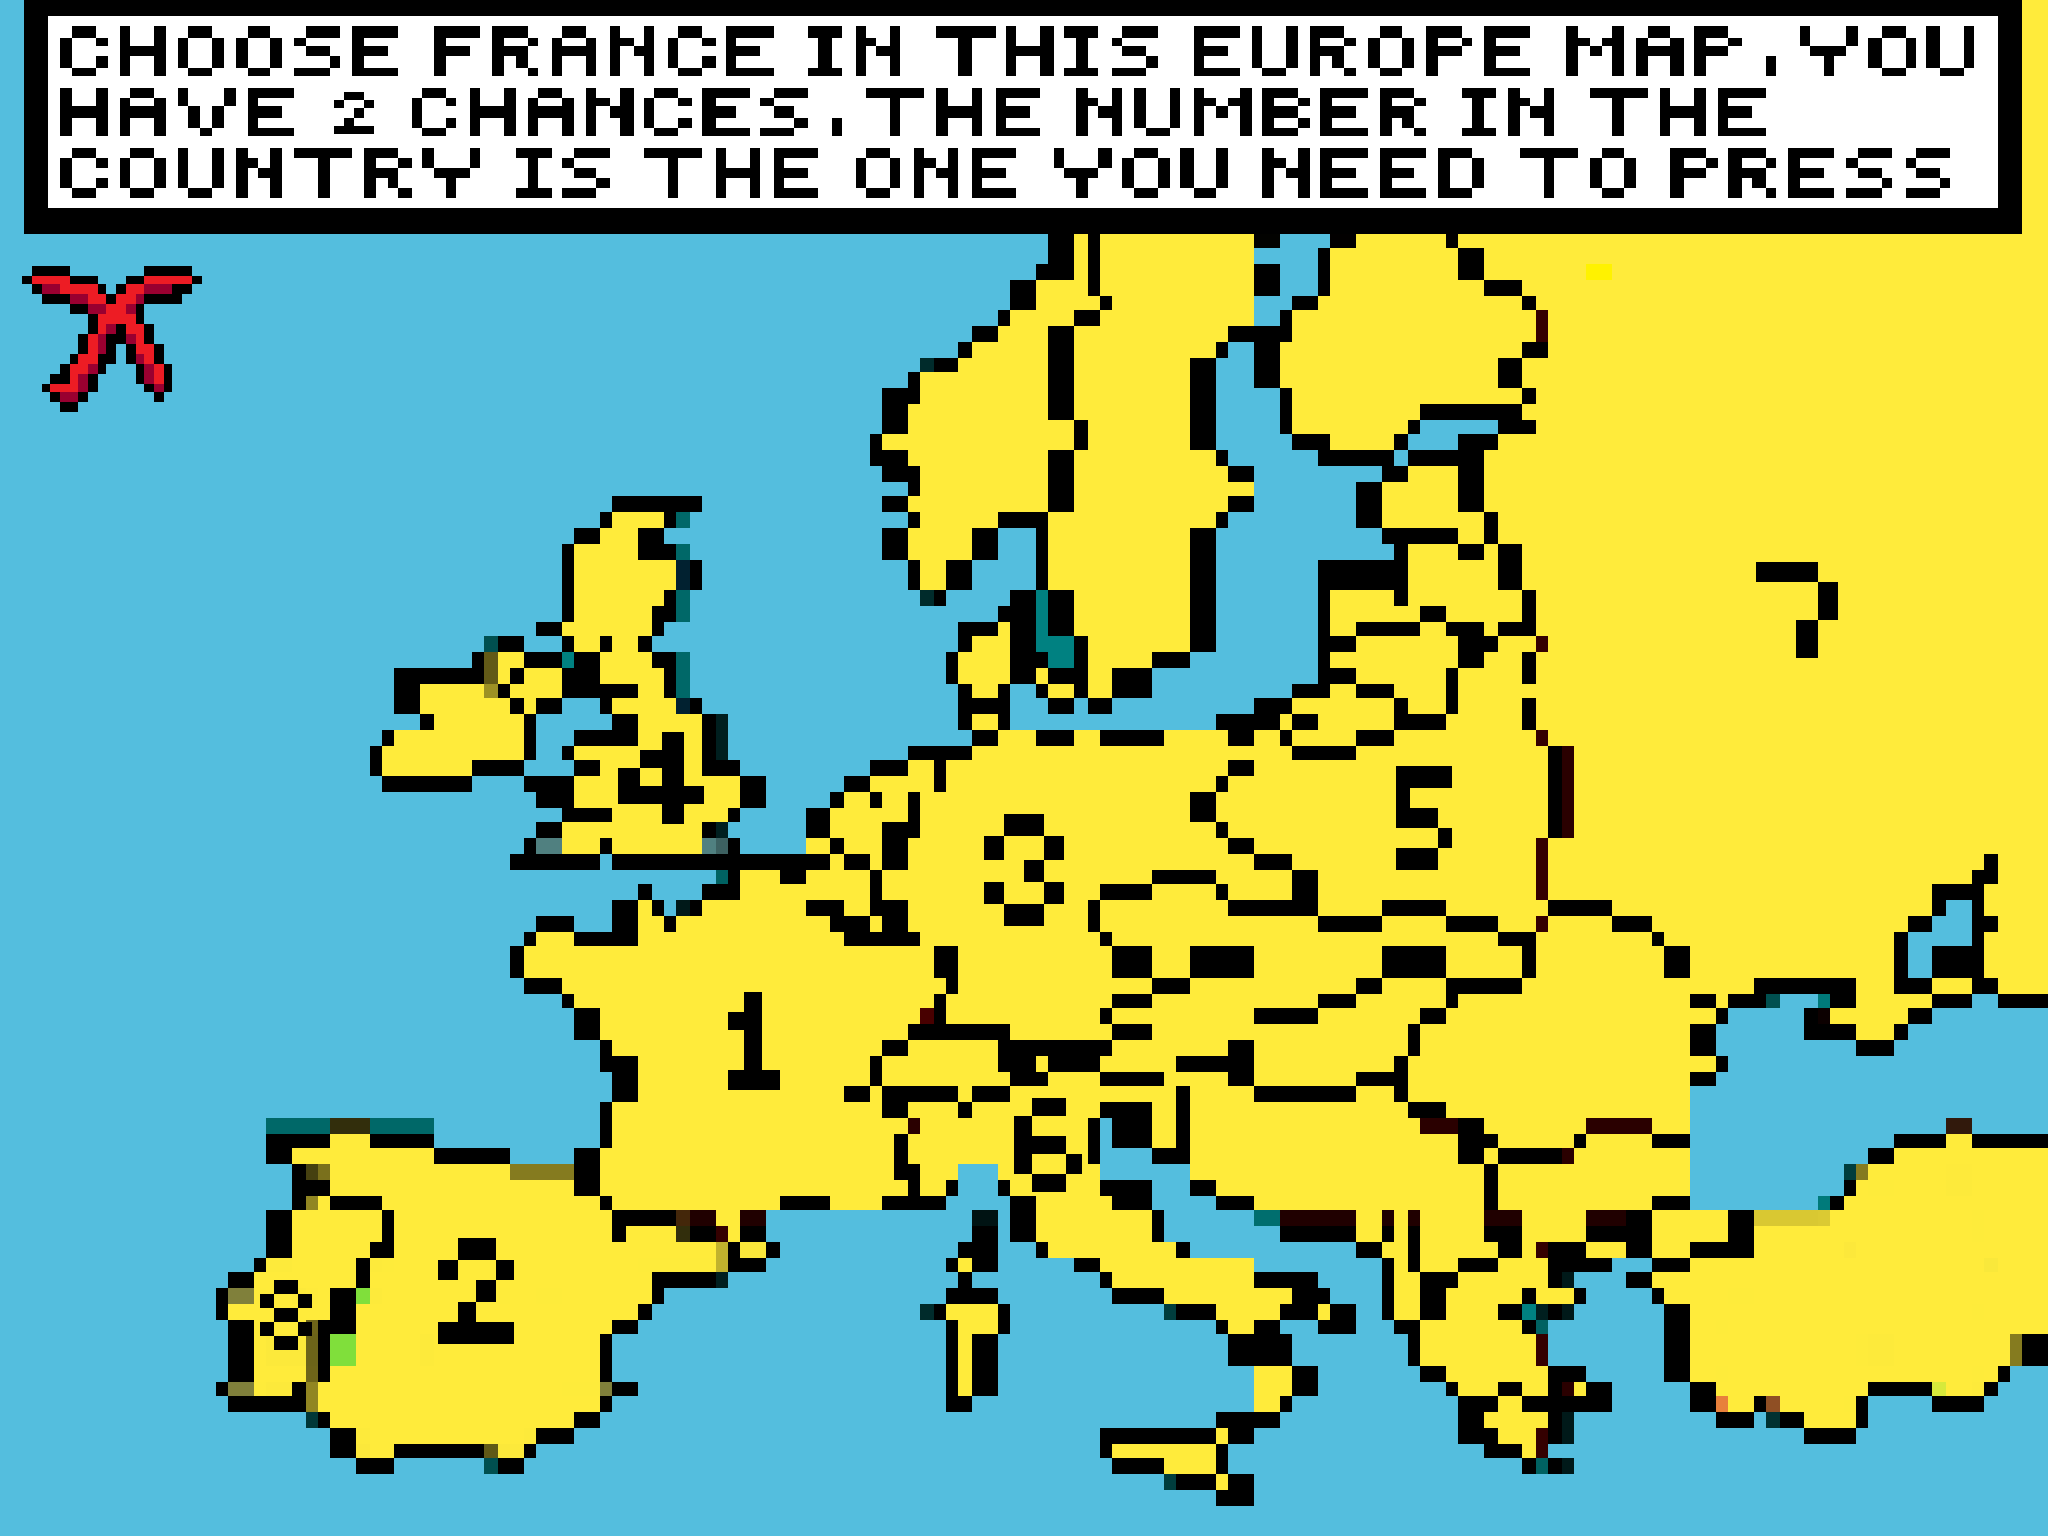 CHOOSE FRANCE IN THIS EUROPE MAP.YOU
HAVE 2 CHANCES.THE NUMBER IN THE
COUNTRY IS THE ONE YOU NEED TO PRESS
7
4
5
3
1
6
2
8